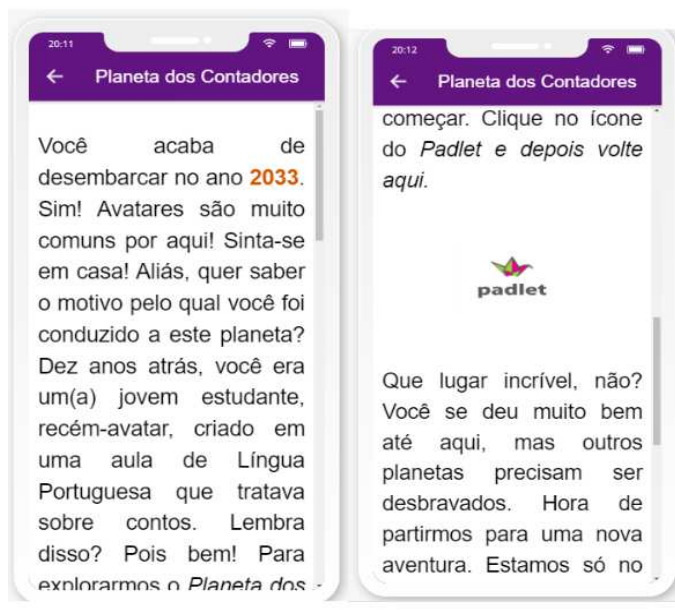 20:11
Planeta dos Contadores
Você acaba de
desembarcar no ano 2033.
Sim! Avatares são muito
comuns por aqui! Sinta-se
em casa! Aliás, quer saber
o motivo pelo qual você foi
conduzido a este planeta?
Dez anos atrás, você era
um(a) jovem estudante,
recém-avatar, criado em
uma aula de Língua
Portuguesa que tratava
sobre contos. Lembra
disso? Pois bem! Para
explorarmos o Planeta dos
20:12
Planeta dos Contadores
começar. Clique no ícone
do Padlet e depois volte
aqui.
padlet
Que lugar incrível, não?
Você se deu muito bem
até aqui, mas outros
planetas precisam ser
desbravados. Hora de
partirmos para uma nova
aventura. Estamos só no